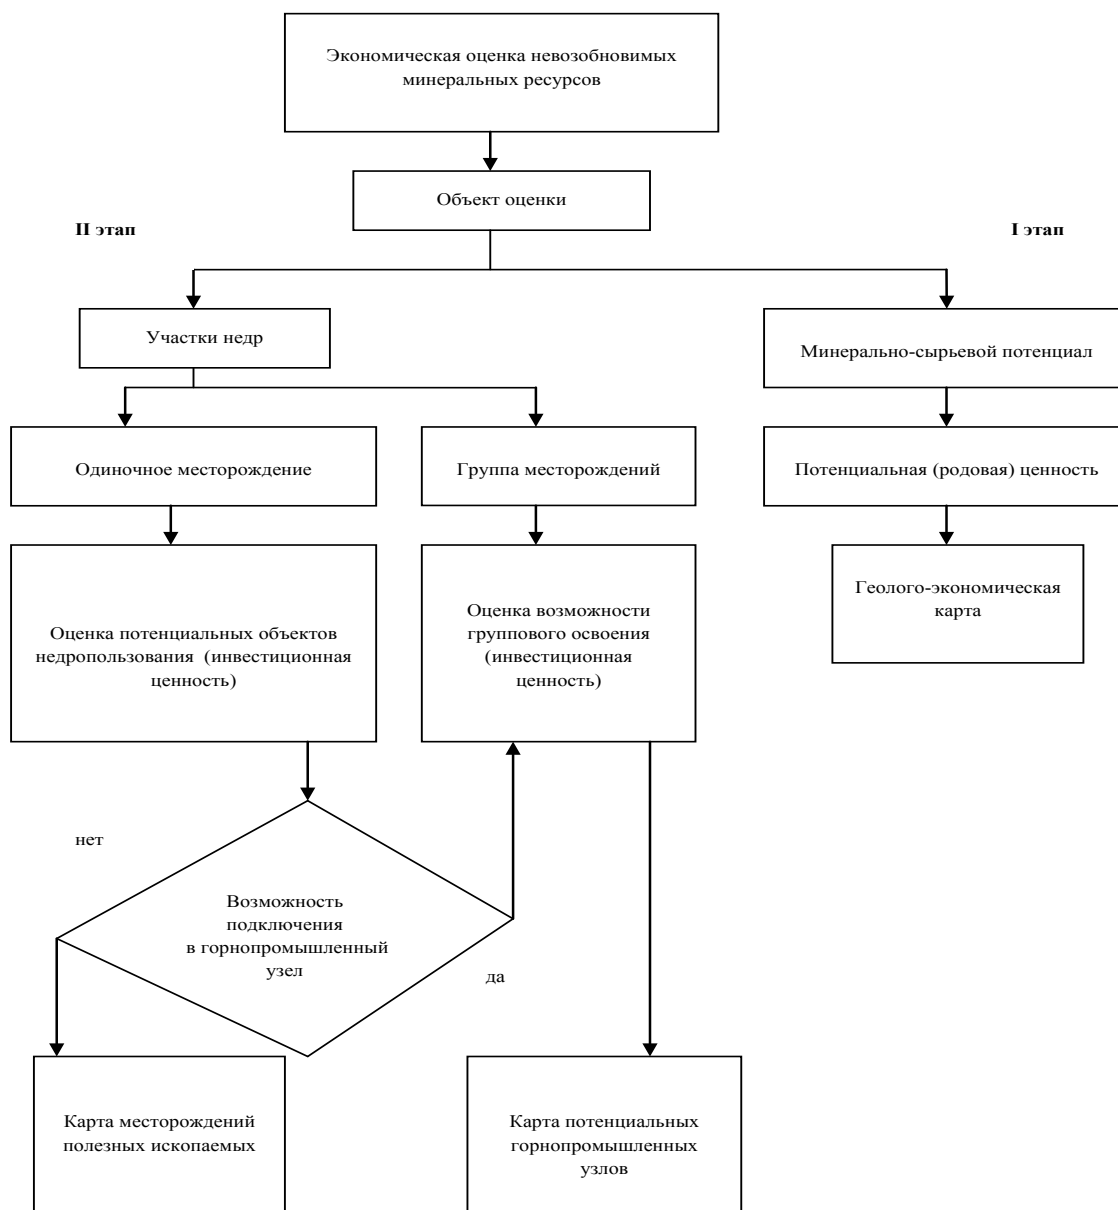 Экономическая оценка невозобновимых
минеральных ресурсов
Объект оценки
II этап
I этап
Участки недр
Минерально-сырьевой потенциал
Одиночное месторождение
Группа месторождений
Потенциальная (родовая) ценность
Оценка потенциальных объектов
недропользования (инвестиционная
ценность)
Оценка возможности
группового освоения
(инвестиционная
ценность)
Геолого-экономическая
карта
нет
Возможность
подключения
в горнопромышленный
узел
да
Карта месторождений
полезных ископаемых
Карта потенциальных
горнопромышленных
узлов